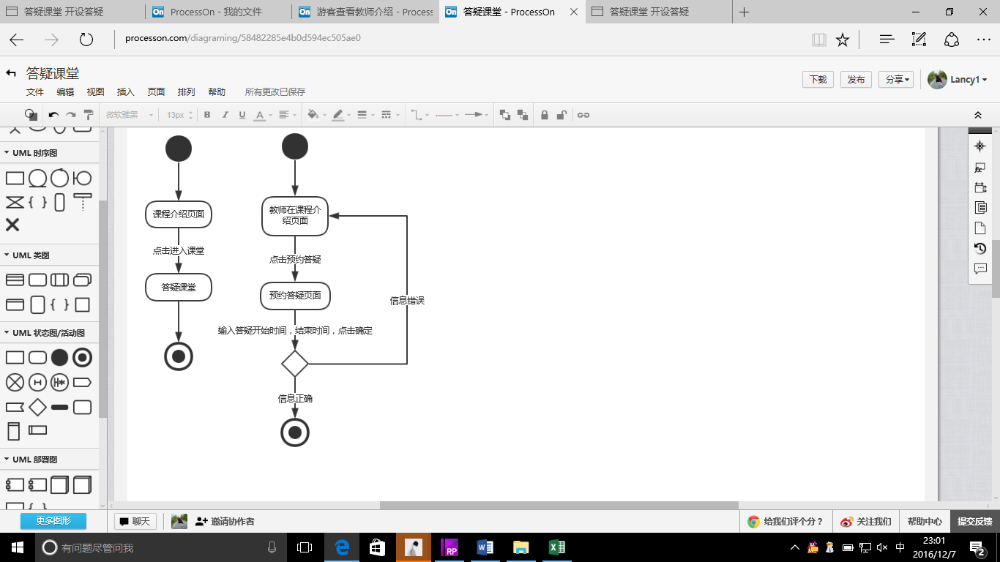 答疑课堂 开设答疑
ProcessOn - 我的文件
游客查看教师介绍 - Process
答疑课堂 - ProcessOn
答疑课堂 开设答疑
processon.com/diagraming/58482285e4b0d594ec505ae0
答疑课堂
下载
发布
分享
Lancy1
文件
编辑
视图
插入
页面
排列
帮助
所有更改已保存
微软雅黑
13px
B
I
U
A
UML 时序图
UML 类图
UML 状态图/活动图
UML 部署图
更多图形
课程介绍页面
点击进入课堂
答疑课堂
教师在课程介
绍页面
点击预约答疑
预约答疑页面
信息错误
输入答疑开始时间，结束时间，点击确定
信息正确
聊天
邀请协作者
给我们评个分？
关注我们
帮助中心
提交反馈
有问题尽管问我
RP
中
23:01
2016/12/7
2